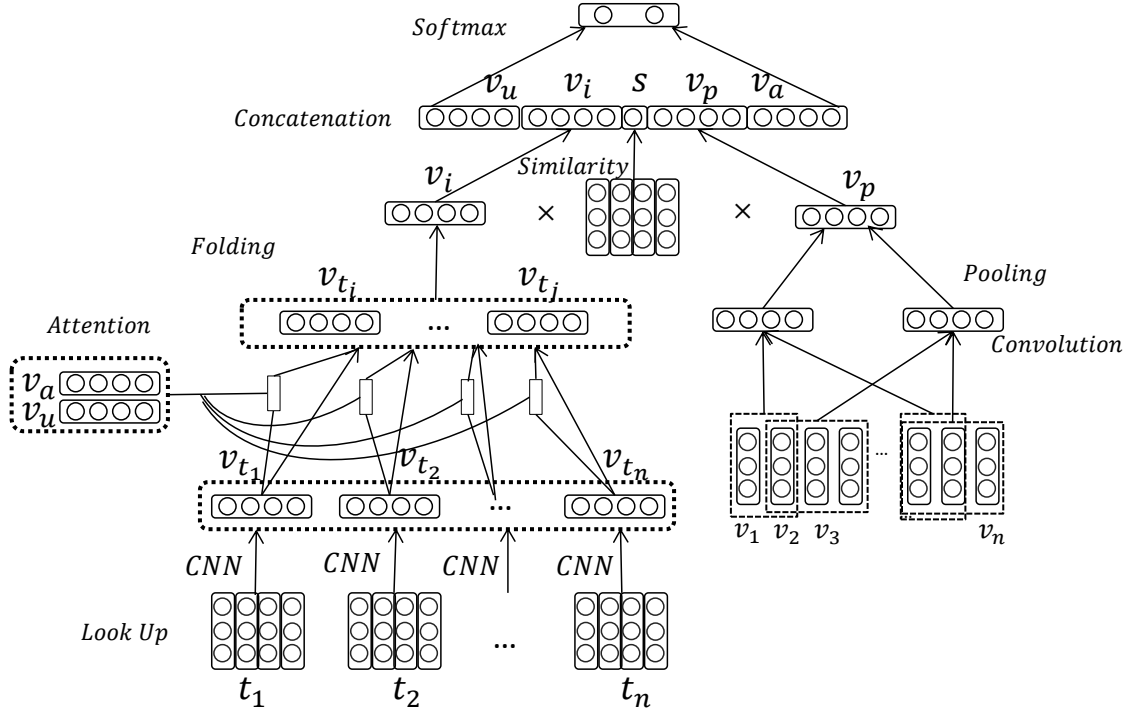 Softmax
v_u v_i s v_p v_a
Concatenation
Similarity
v_i × × v_p
Folding
Pooling
v_{t_i} v_{t_j}
...
Attention
Convolution
v_a
v_u
v_{t_1} v_{t_2} v_{t_n}
...
...
v_1 v_2 v_3 v_n
CNN CNN CNN CNN
Look Up
...
t_1 t_2 t_n